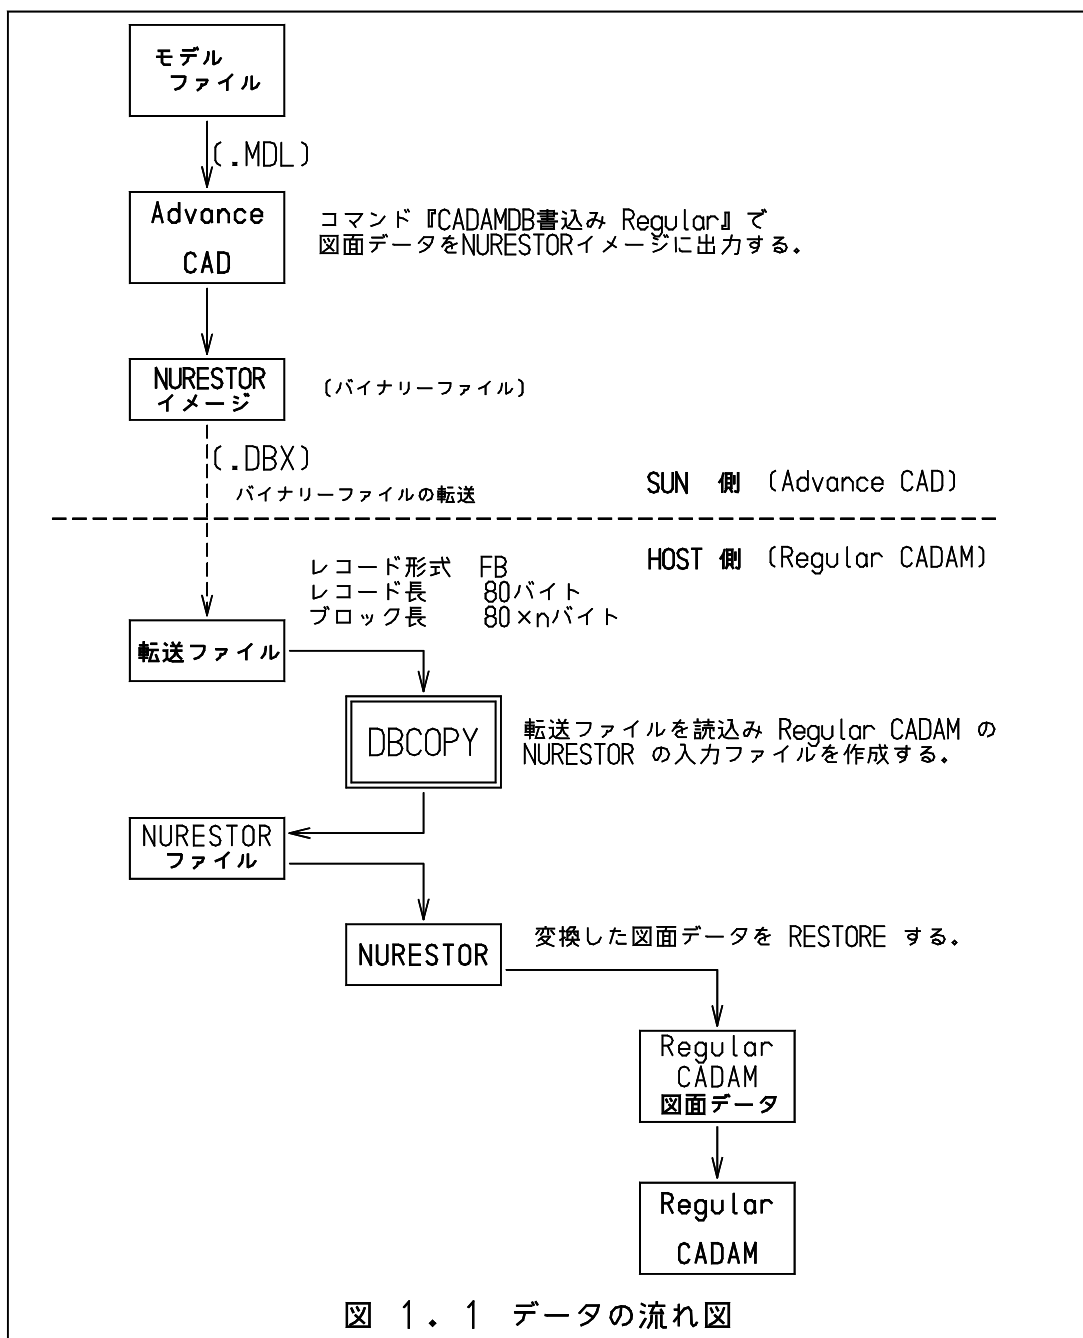 モデル
ファイル
(.MDL)
Advance
CAD
コマンド『CADAMDB書込み Regular』で
図面データをNURESTORイメージに出力する。
NURESTOR
イメージ
(バイナリーファイル)
(.DBX)
バイナリーファイルの転送
SUN 側 (Advance CAD)
HOST 側 (Regular CADAM)
レコード形式 FB
レコード長 80バイト
ブロック長 80×nバイト
転送ファイル
DBCOPY
転送ファイルを読込み Regular CADAM の
NURESTOR の入力ファイルを作成する。
NURESTOR
ファイル
NURESTOR
変換した図面データを RESTORE する。
Regular
CADAM
図面データ
Regular
CADAM
図 1.1 データの流れ図